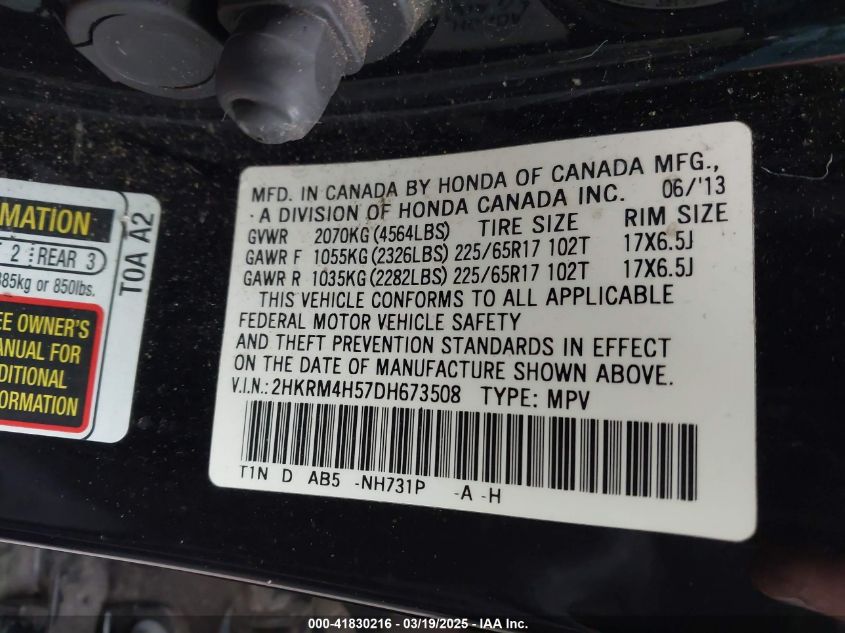 MFD. IN CANADA BY HONDA OF CANADA MFG.,
A DIVISION OF HONDA CANADA INC. 06/'13
GVWR 2070KG (4564LBS) TIRE SIZE RIM SIZE
GAWR F 1055KG (2326LBS) 225/65R17 102T 17X6.5J
GAWR R 1035KG (2282LBS) 225/65R17 102T 17X6.5J
THIS VEHICLE CONFORMS TO ALL APPLICABLE
FEDERAL MOTOR VEHICLE SAFETY
AND THEFT PREVENTION STANDARDS IN EFFECT
ON THE DATE OF MANUFACTURE SHOWN ABOVE.
V.I.N.: 2HKRM4H57DH673508 TYPE: MPV
T1N D AB5 -NH731P -A -H
MATION
2 REAR 3
385kg or 850lbs.
EE OWNER'S
ANUAL FOR
DITIONAL
ORMATION
T0A A2
000-41830216 - 03/19/2025 - IAA Inc.